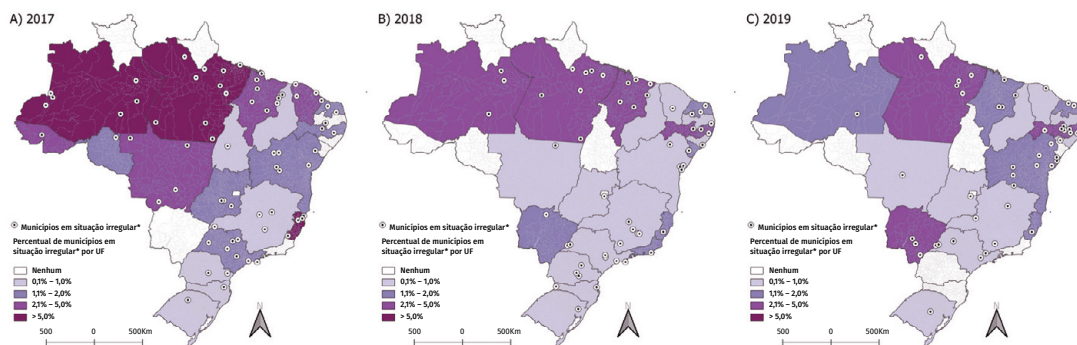 A) 2017
N
Municípios em situação irregular*
Percentual de municípios em
situação irregular* por UF
Nenhum
0,1% – 1,0%
1,1% – 2,0%
2,1% – 5,0%
> 5,0%
500 0 500Km
B) 2018
N
Municípios em situação irregular*
Percentual de municípios em
situação irregular* por UF
Nenhum
0,1% – 1,0%
1,1% – 2,0%
2,1% – 5,0%
500 0 500Km
C) 2019
N
Municípios em situação irregular*
Percentual de municípios em
situação irregular* por UF
Nenhum
0,1% – 1,0%
1,1% – 2,0%
2,1% – 5,0%
500 0 500Km